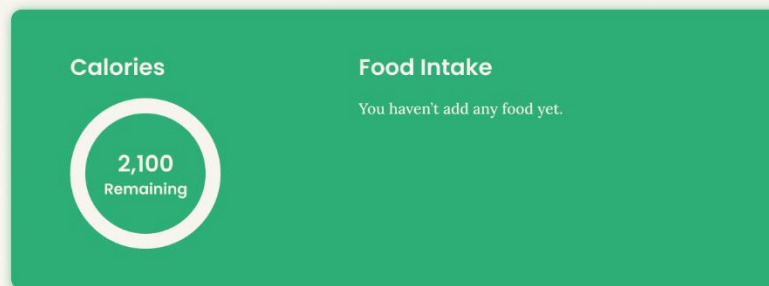 Calories
2,100
Remaining
Food Intake
You haven’t add any food yet.